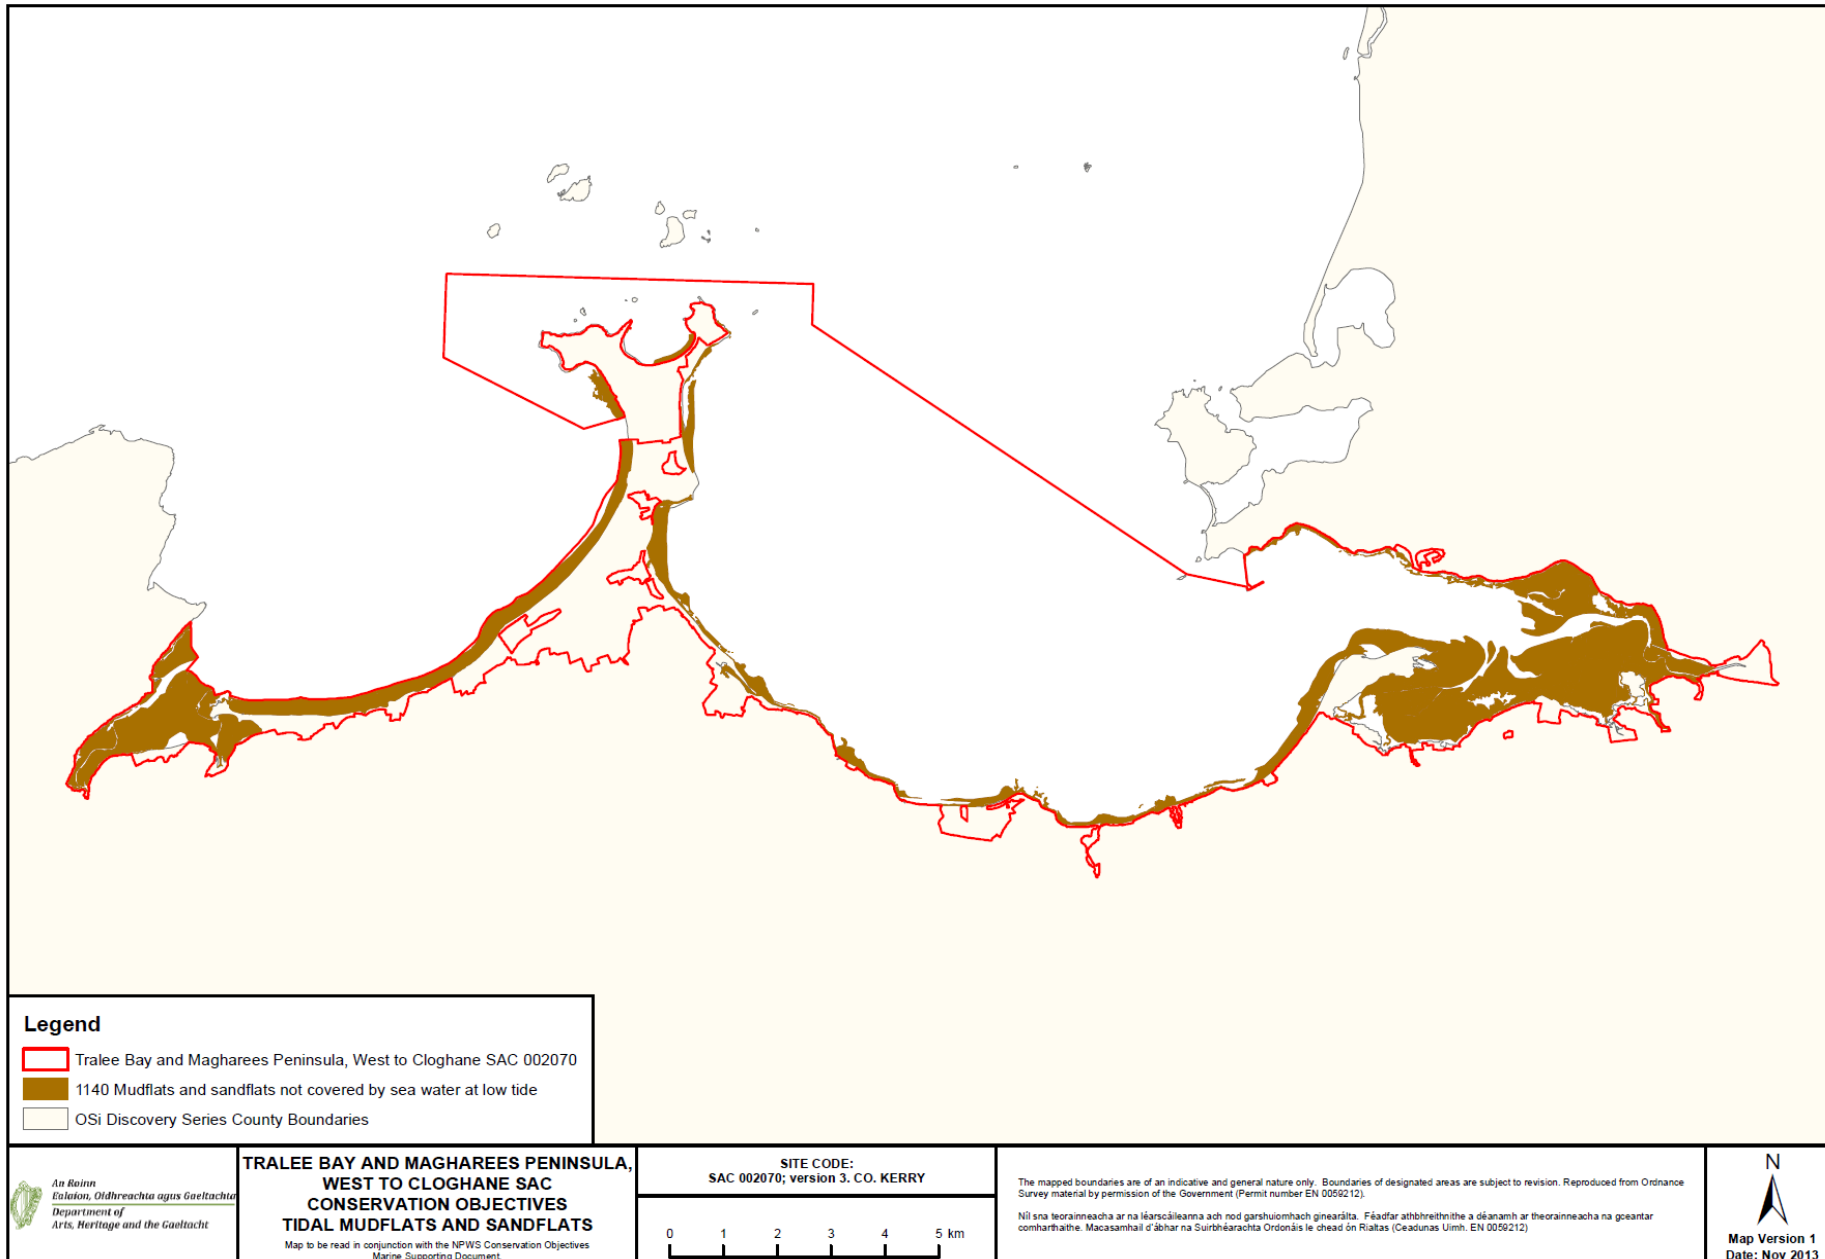 Legend
Tralee Bay and Magharees Peninsula, West to Cloghane SAC 002070
1140 Mudflats and sandflats not covered by sea water at low tide
OSi Discovery Series County Boundaries
An Roinn
Ealaíon, Oidhreachta agus Gaeltachta
Department of
Arts, Heritage and the Gaeltacht
TRALEE BAY AND MAGHAREES PENINSULA,
WEST TO CLOGHANE SAC
CONSERVATION OBJECTIVES
TIDAL MUDFLATS AND SANDFLATS
Map to be read in conjunction with the NPWS Conservation Objectives
Marine Supporting Document.
SITE CODE:
SAC 002070; version 3. CO. KERRY
0 1 2 3 4 5 km
The mapped boundaries are of an indicative and general nature only. Boundaries of designated areas are subject to revision. Reproduced from Ordnance
Survey material by permission of the Government (Permit number EN 0059212).
Níl sna teorainneacha ar na léarscáileanna ach nod garshuiomhach ginearálta. Féadfar athbhreithnithe a déanamh ar theorainneacha na gceantar
comharthaithe. Macasamhail d'ábhar na Suirbhéarachta Ordonáis le chead ón Rialtas (Ceadunas Uimh. EN 0059212)
N
Map Version 1
Date: Nov 2013